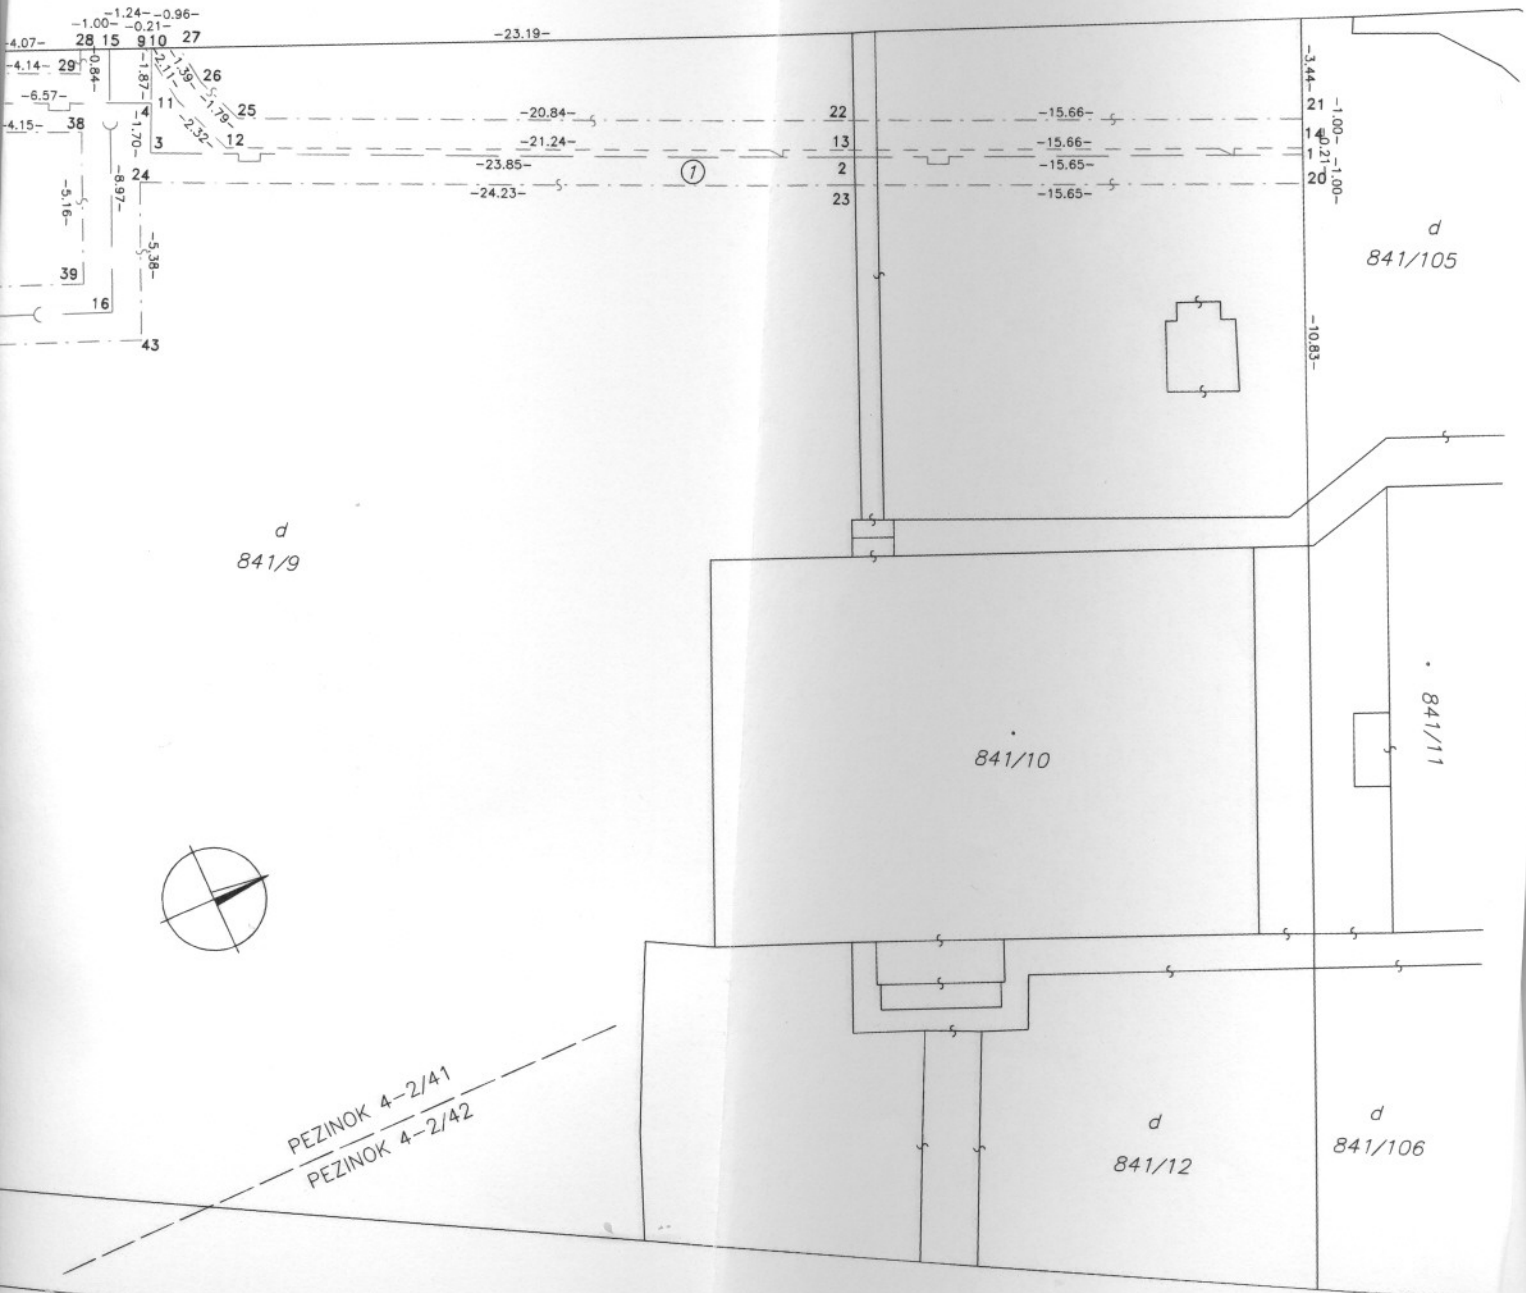 -1.24- -0.96-
-1.00- -0.21-
-4.07- 28 15 9 10 27 -23.19-
-4.14- 29 -0.84- -1.87- -2.11- -1.39- 26 -3.44-
-6.57- 4 11 -1.79- 25 -20.84- 22 -15.66- 21 -1.00-
-4.15- 38 -1.70- -2.32- 12 -21.24- 13 -15.66- 14 -0.21-
3 -23.85- 1 2 -15.65- 1 -1.00-
24 -8.97- -24.23- 23 -15.65- 20
-5.16- -5.38-
d
841/105
39
16
43
-10.83-
d
841/9
841/10
841/11
PEZINOK 4-2/41
PEZINOK 4-2/42
d
841/12
d
841/106